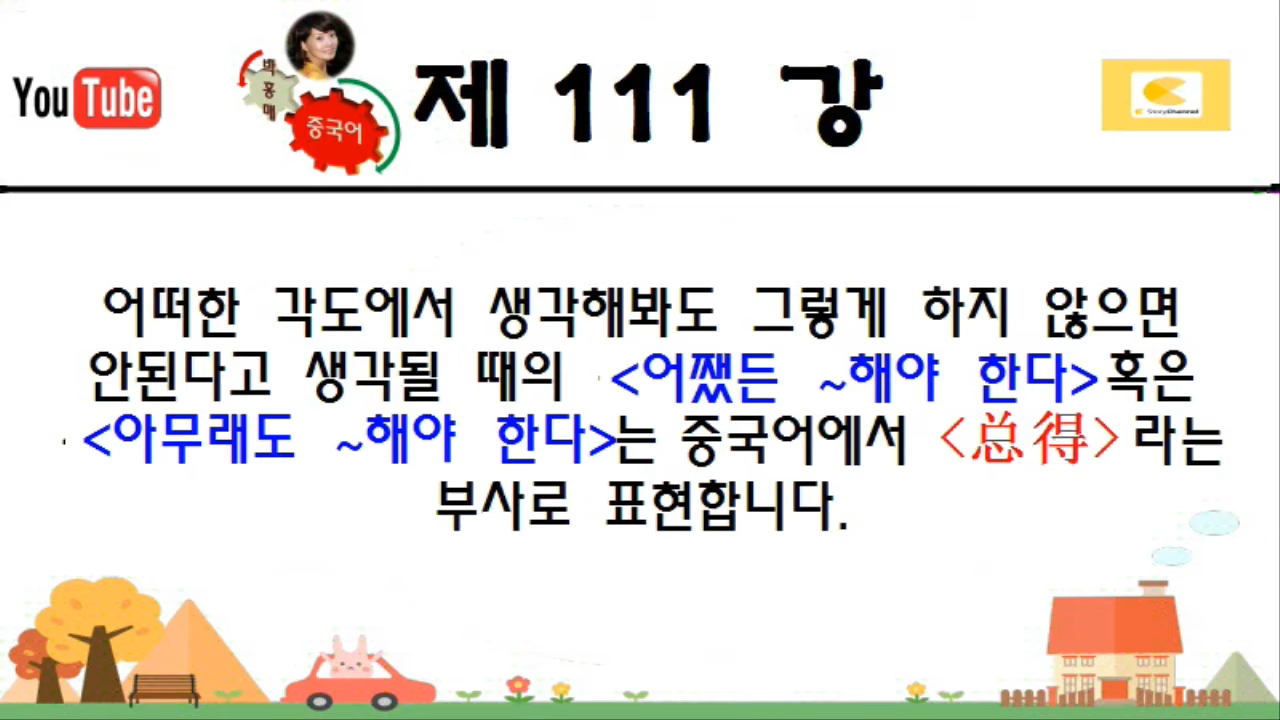 You Tube
박홍매
중국어
제 111 강
StoryChannel
어떠한 각도에서 생각해봐도 그렇게 하지 않으면
안된다고 생각될 때의 <어쨌든 ~해야 한다>혹은
<아무래도 ~해야 한다>는 중국어에서 <总得>라는
부사로 표현합니다.